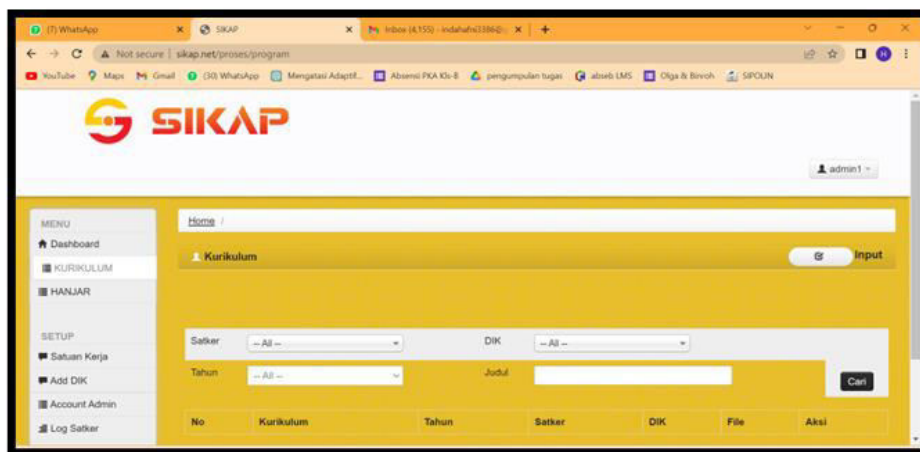 (7) WhatsApp
SIKAP
Inbox (4,155) - indahafni3386@
Not secure | sikap.net/proses/program
YouTube Maps Gmail (30) WhatsApp Mengatasi Adaptif... Absensi PKA Kls-B pengumpulan tugas abseb LMS Olga & Birvoh SIPOLIN
SIKAP
admin1
MENU
Home /
Dashboard
Kurikulum
Input
KURIKULUM
HANJAR
SETUP
Satker -- All -- DIK -- All --
Satuan Kerja
Tahun -- All -- Judul
Add DIK
Cari
Account Admin
No Kurikulum Tahun Satker DIK File Aksi
Log Satker